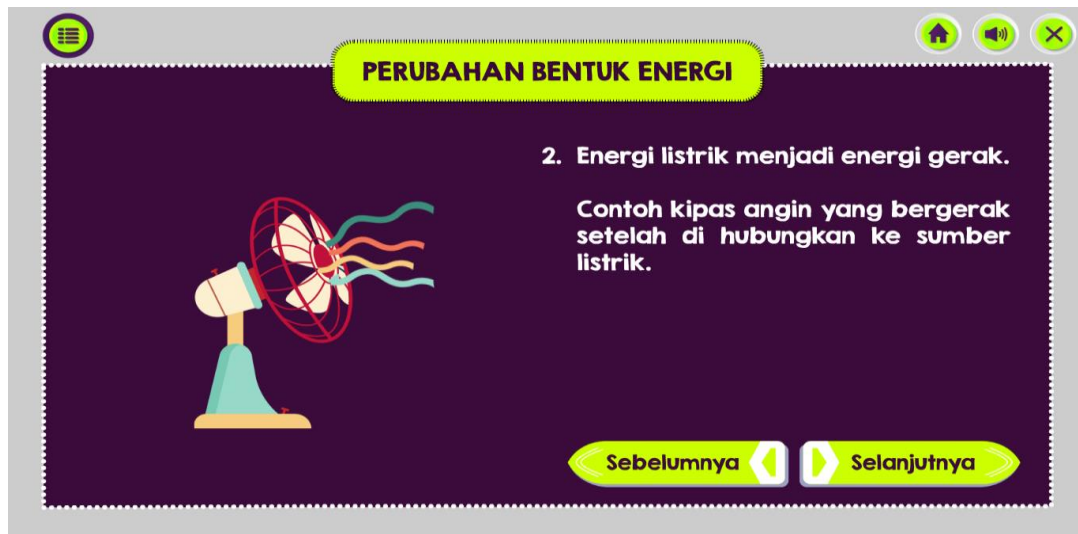 PERUBAHAN BENTUK ENERGI
2. Energi listrik menjadi energi gerak.
Contoh kipas angin yang bergerak
setelah di hubungkan ke sumber
listrik.
Sebelumnya
Selanjutnya